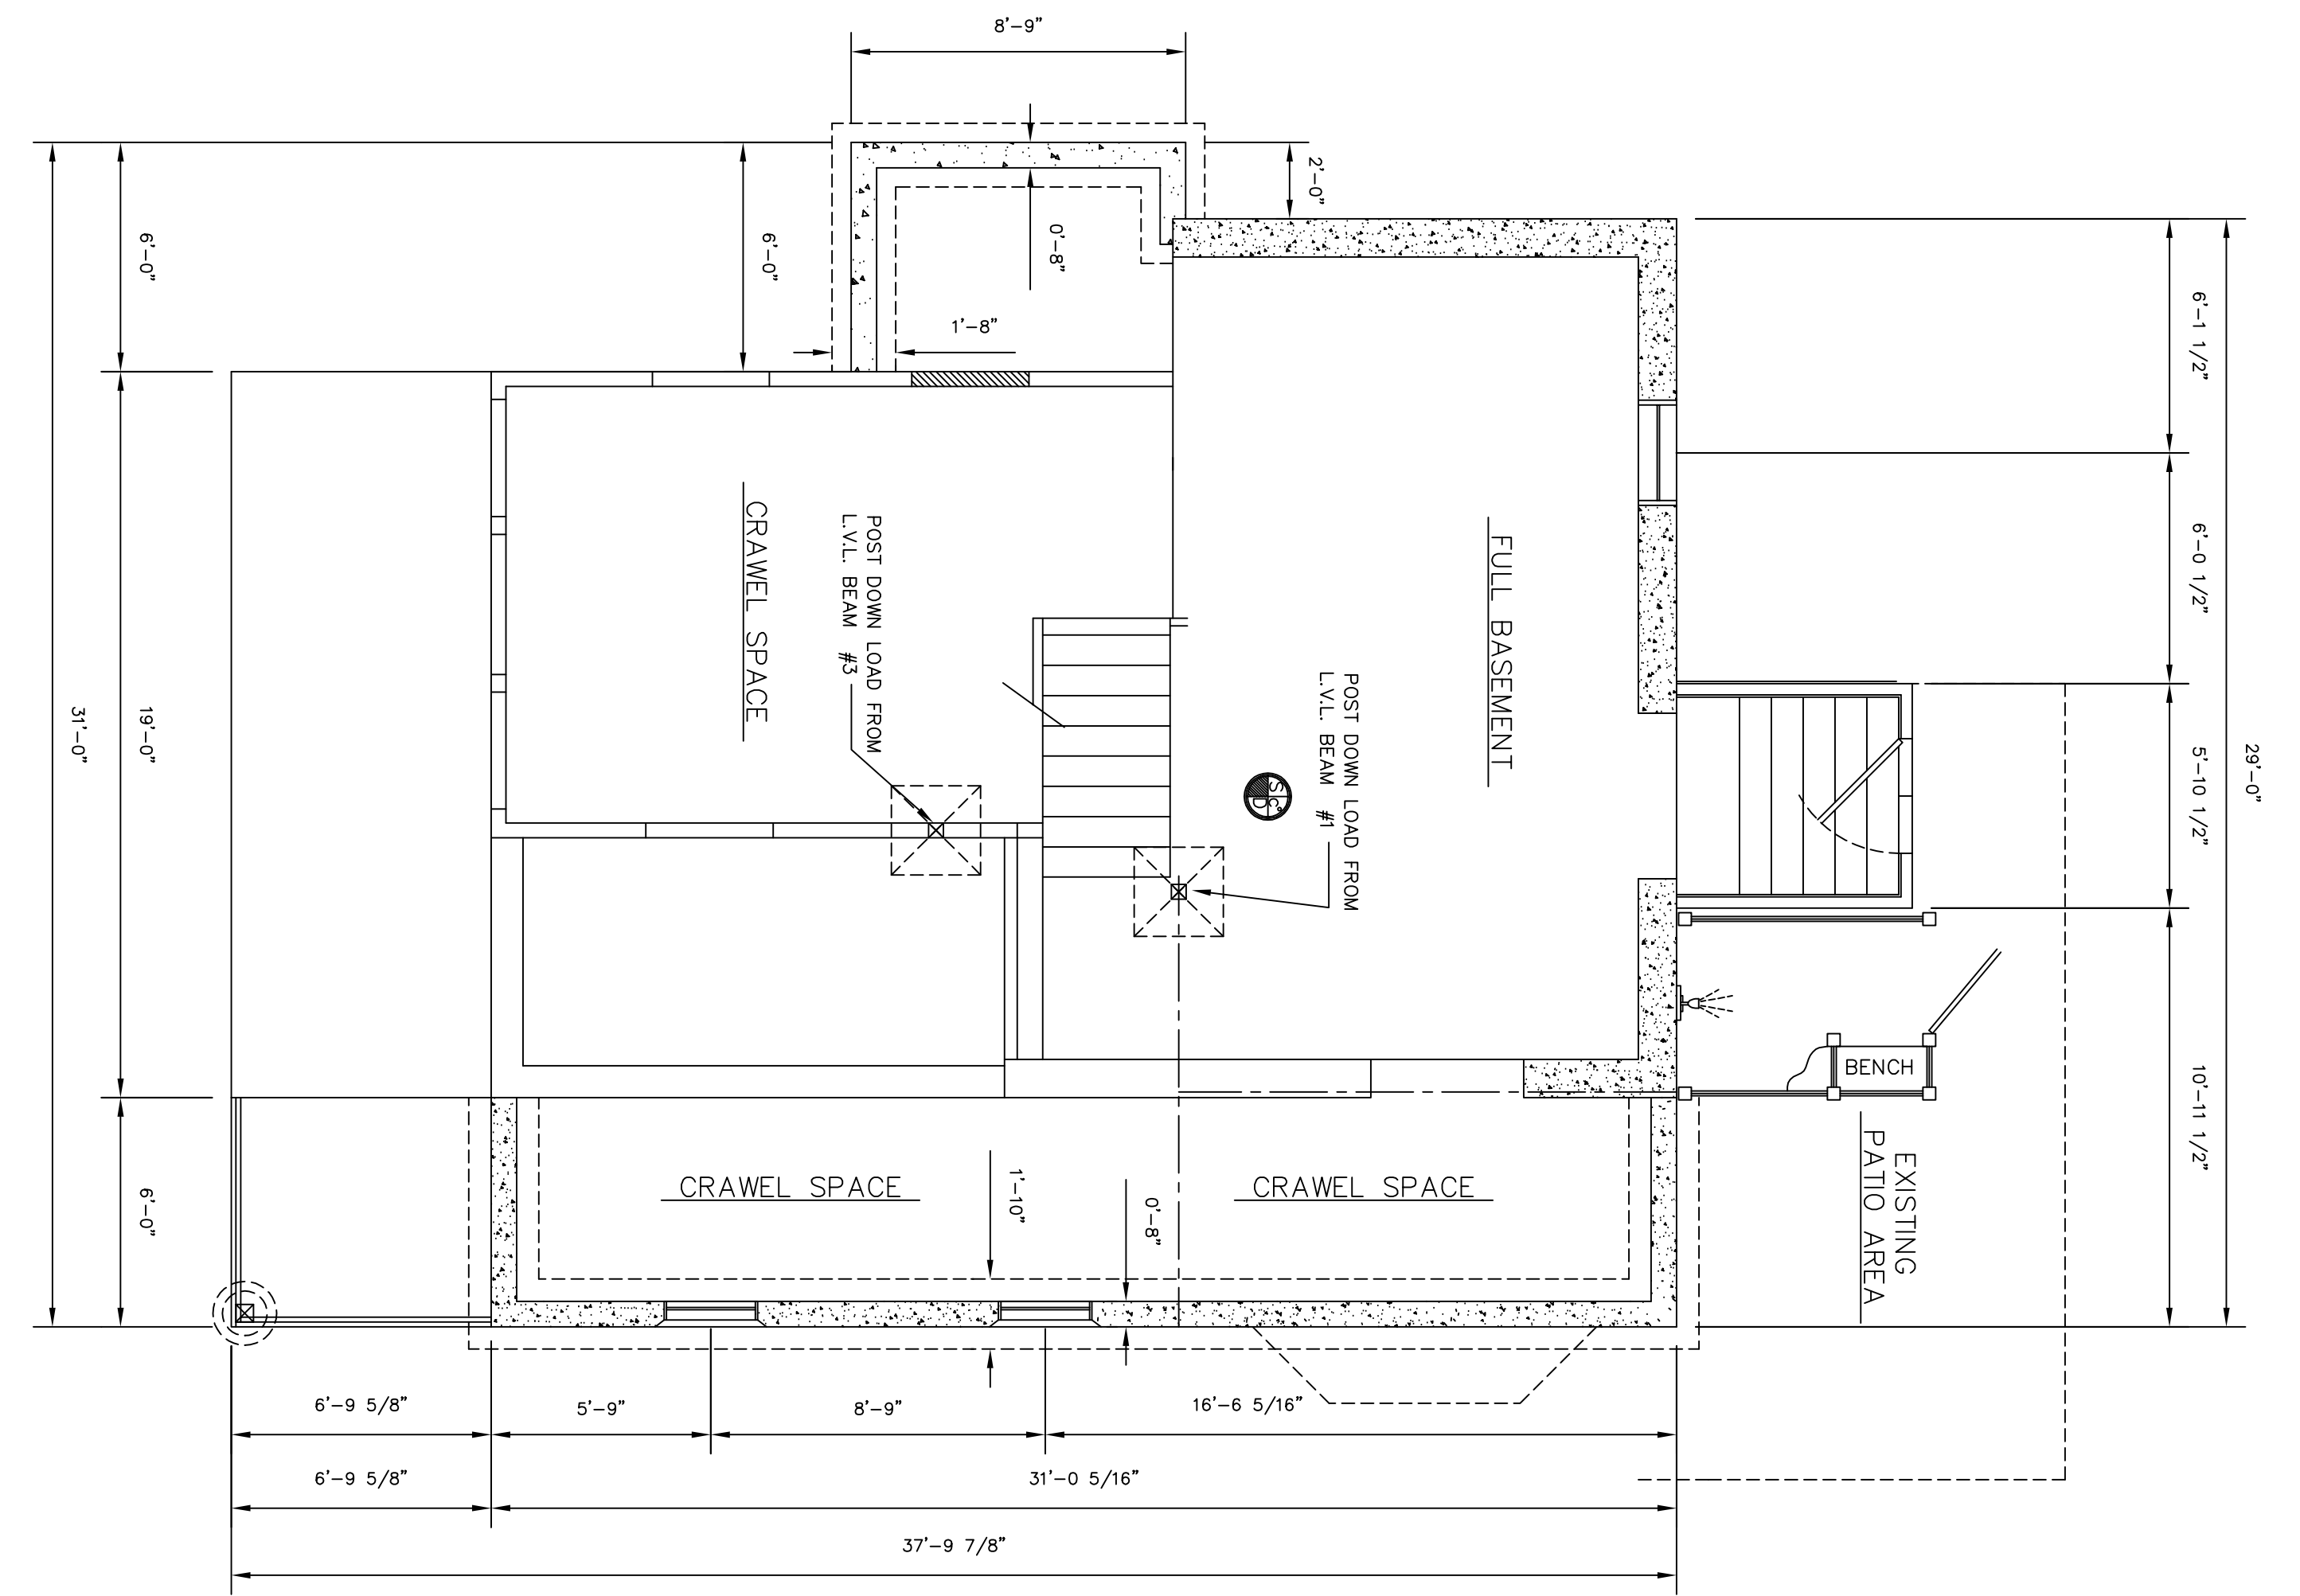 8'-9"
2'-0"
6'-0"
6'-0"
0'-8"
1'-8"
6'-1 1/2"
6'-0 1/2"
5'-10 1/2"
29'-0"
10'-11 1/2"
31'-0"
19'-0"
6'-0"
CRAWEL SPACE
POST DOWN LOAD FROM
L.V.L. BEAM #3
FULL BASEMENT
POST DOWN LOAD FROM
L.V.L. BEAM #1
S C°
D
BENCH
EXISTING
PATIO AREA
CRAWEL SPACE
1'-10"
0'-8"
CRAWEL SPACE
6'-9 5/8"
5'-9"
8'-9"
16'-6 5/16"
6'-9 5/8"
31'-0 5/16"
37'-9 7/8"